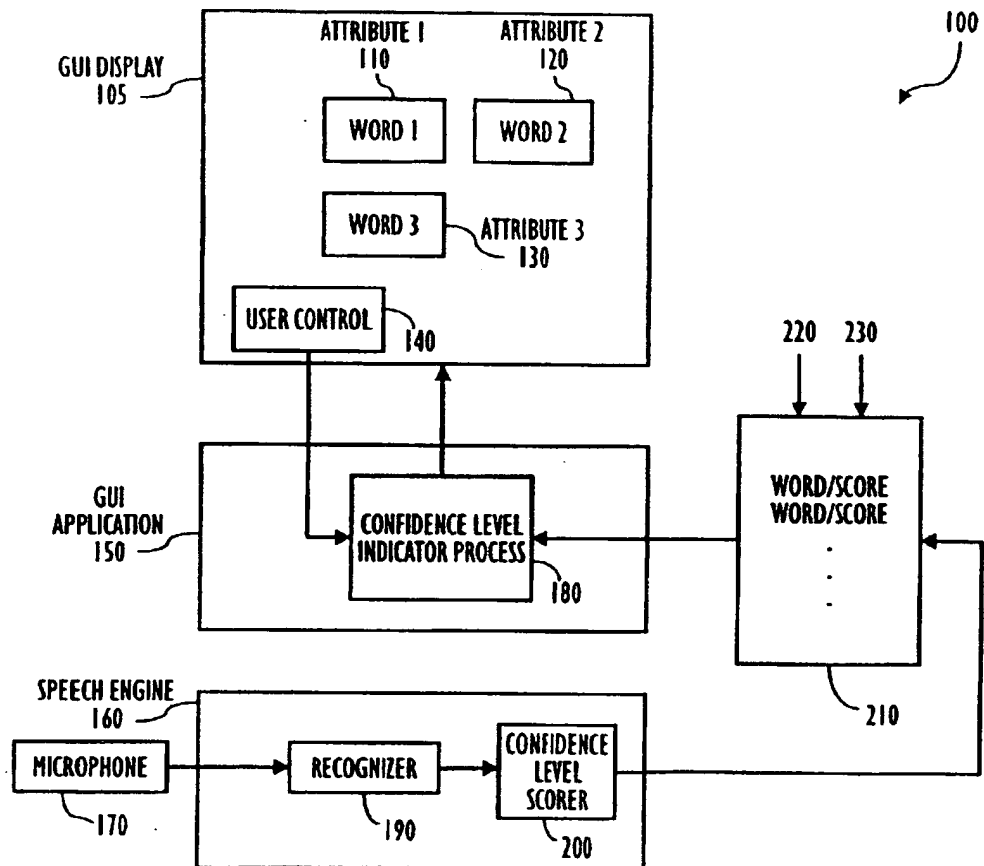 100
ATTRIBUTE 1
110
ATTRIBUTE 2
120
GUI DISPLAY
105
WORD 1
WORD 2
WORD 3
ATTRIBUTE 3
130
USER CONTROL
140
220
230
GUI
APPLICATION
150
CONFIDENCE LEVEL
INDICATOR PROCESS
180
WORD/SCORE
WORD/SCORE
.
.
.
210
SPEECH ENGINE
160
MICROPHONE
170
RECOGNIZER
190
CONFIDENCE
LEVEL
SCORER
200